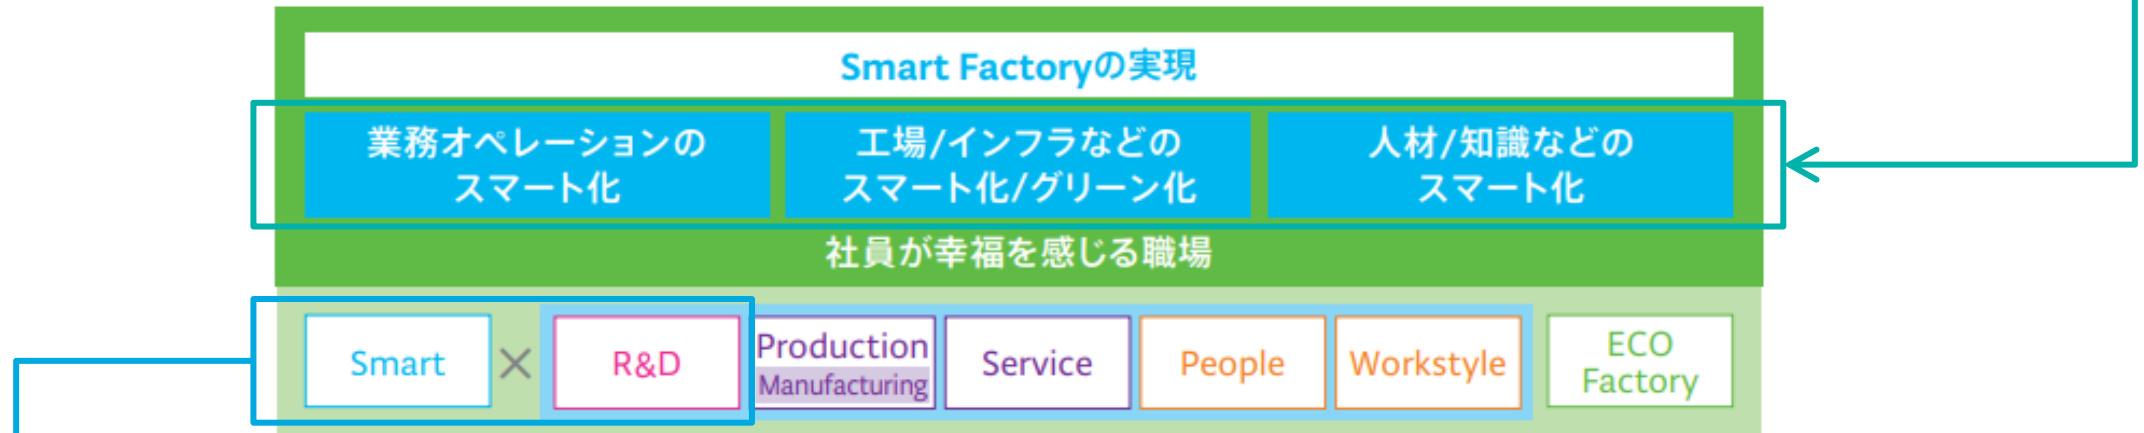 Smart Factoryの実現
業務オペレーションの
スマート化
工場/インフラなどの
スマート化/グリーン化
人材/知識などの
スマート化
社員が幸福を感じる職場
Smart
×
R&D
Production
Manufacturing
Service
People
Workstyle
ECO
Factory